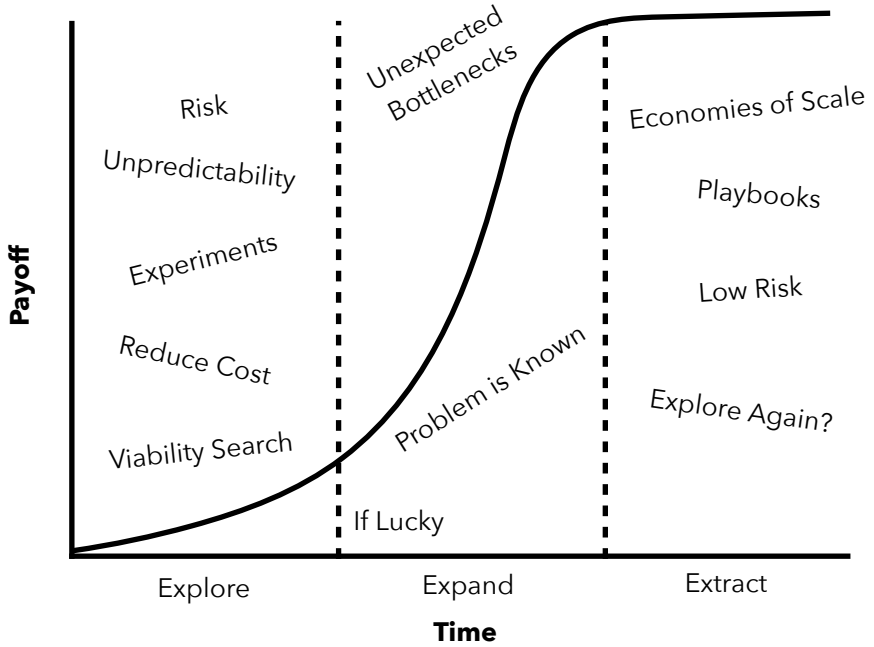 Risk
Unpredictability
Experiments
Reduce Cost
Viability Search
Unexpected
Bottlenecks
Problem is Known
If Lucky
Economies of Scale
Playbooks
Low Risk
Explore Again?
Payoff
Explore
Expand
Extract
Time